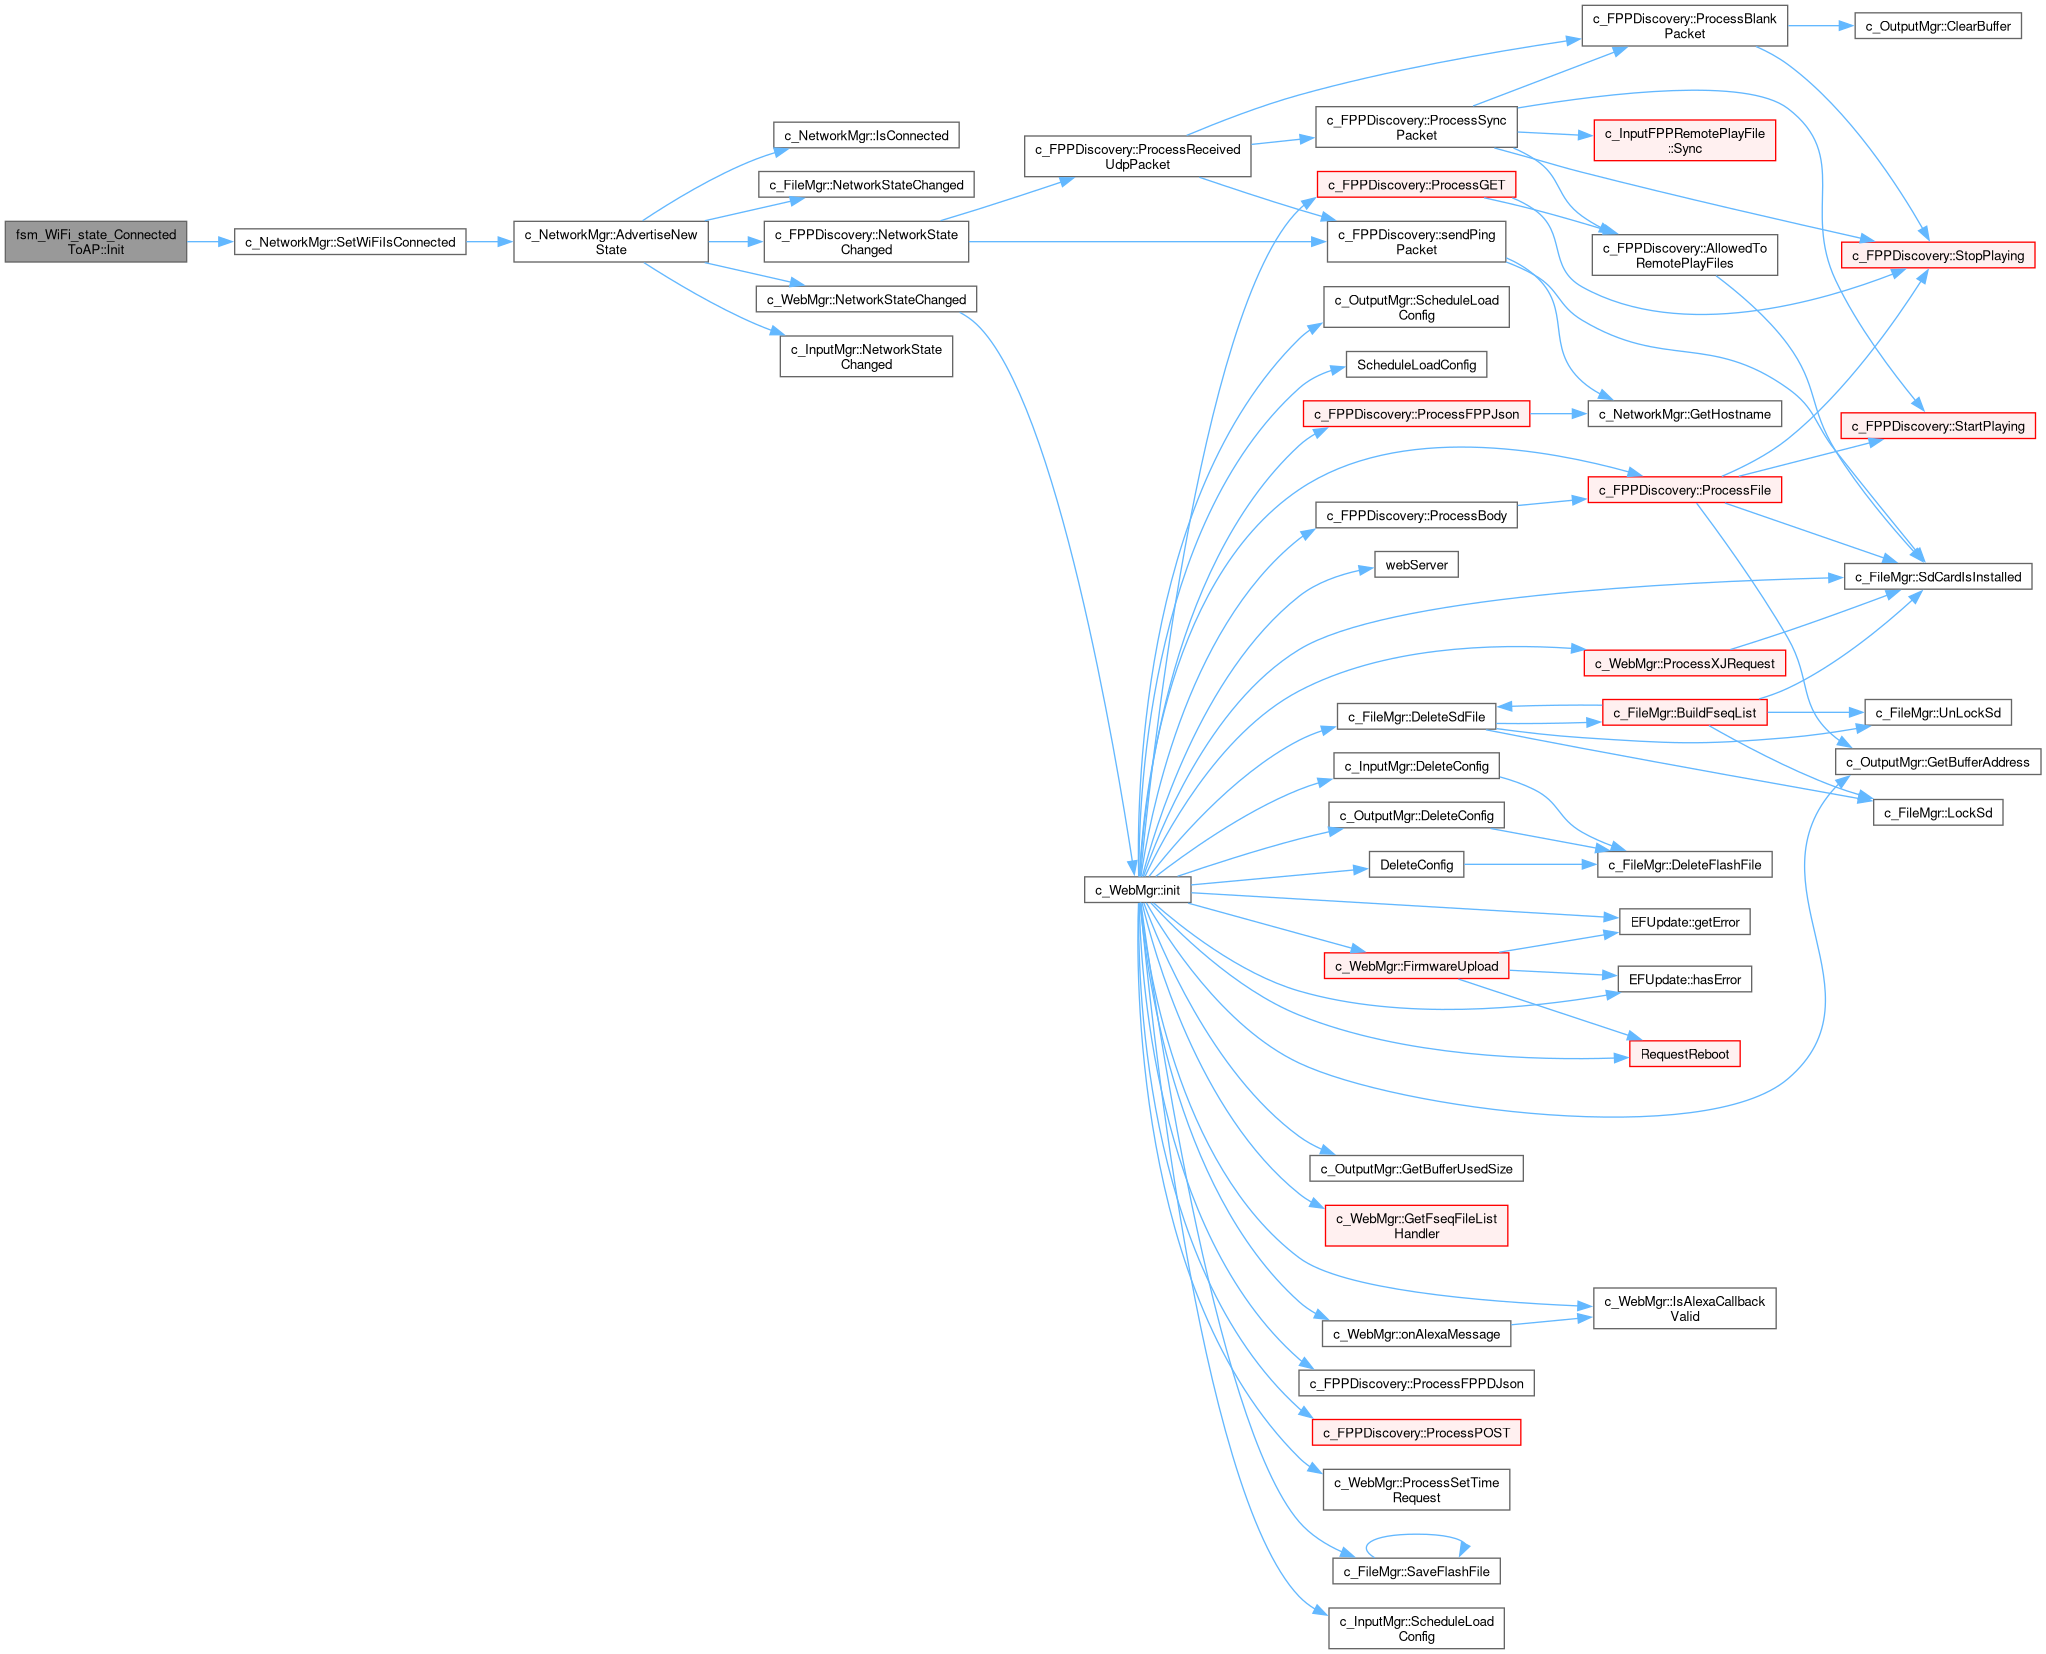 fsm_WiFi_state_Connected
ToAP::Init
c_NetworkMgr::SetWiFiIsConnected
c_NetworkMgr::AdvertiseNew
State
c_NetworkMgr::IsConnected
c_FileMgr::NetworkStateChanged
c_FPPDiscovery::NetworkState
Changed
c_WebMgr::NetworkStateChanged
c_InputMgr::NetworkState
Changed
c_FPPDiscovery::ProcessReceived
UdpPacket
c_WebMgr::init
c_FPPDiscovery::ProcessSync
Packet
c_FPPDiscovery::ProcessGET
c_FPPDiscovery::sendPing
Packet
c_OutputMgr::ScheduleLoad
Config
ScheduleLoadConfig
c_FPPDiscovery::ProcessFPPJson
c_FPPDiscovery::ProcessBody
webServer
c_FileMgr::DeleteSdFile
c_InputMgr::DeleteConfig
c_OutputMgr::DeleteConfig
DeleteConfig
c_WebMgr::FirmwareUpload
c_OutputMgr::GetBufferUsedSize
c_WebMgr::GetFseqFileList
Handler
c_WebMgr::onAlexaMessage
c_FPPDiscovery::ProcessFPPDJson
c_FPPDiscovery::ProcessPOST
c_WebMgr::ProcessSetTime
Request
c_FileMgr::SaveFlashFile
c_InputMgr::ScheduleLoad
Config
c_FPPDiscovery::ProcessBlank
Packet
c_InputFPPRemotePlayFile
::Sync
c_FPPDiscovery::AllowedTo
RemotePlayFiles
c_NetworkMgr::GetHostname
c_FPPDiscovery::ProcessFile
c_WebMgr::ProcessXJRequest
c_FileMgr::BuildFseqList
c_FileMgr::DeleteFlashFile
EFUpdate::getError
EFUpdate::hasError
RequestReboot
c_WebMgr::IsAlexaCallback
Valid
c_OutputMgr::ClearBuffer
c_FPPDiscovery::StopPlaying
c_FPPDiscovery::StartPlaying
c_FileMgr::SdCardIsInstalled
c_FileMgr::UnLockSd
c_OutputMgr::GetBufferAddress
c_FileMgr::LockSd